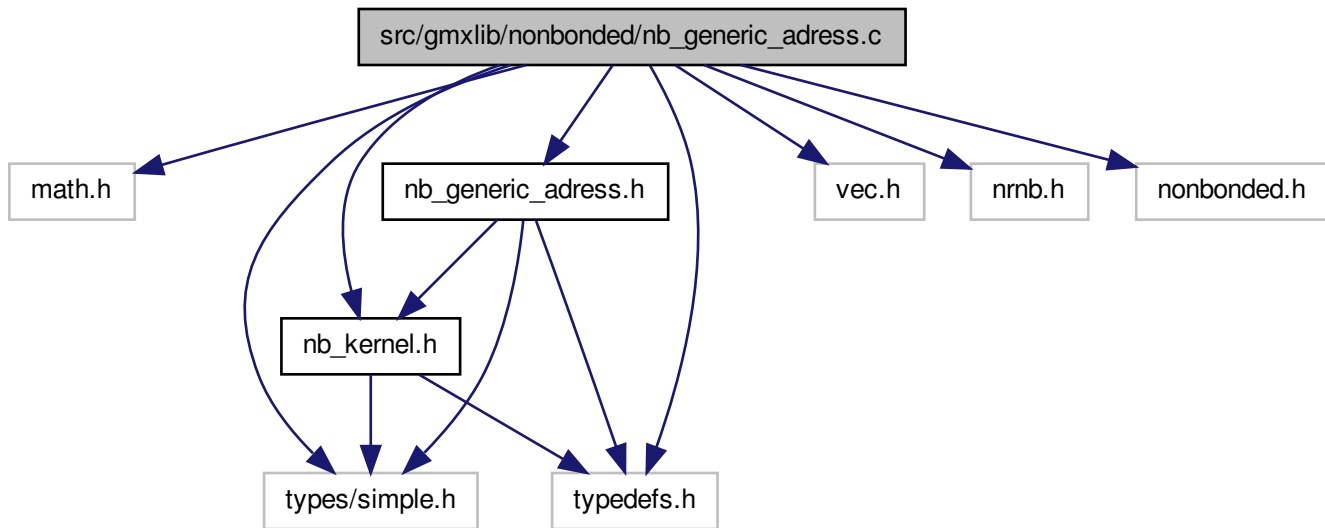 src/gmxlib/nonbonded/nb_generic_adress.c
math.h
nb_generic_adress.h
vec.h
nrnb.h
nonbonded.h
nb_kernel.h
types/simple.h
typedefs.h